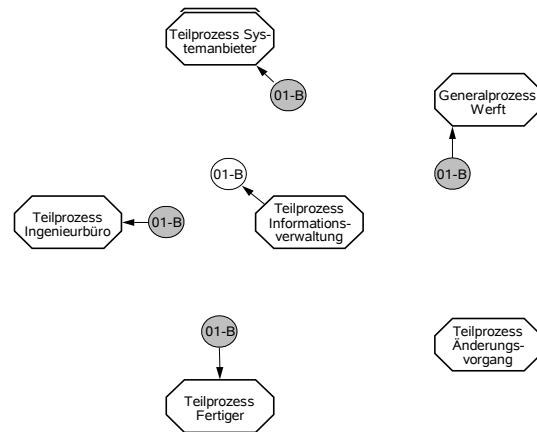 Teilprozess Sys-
temanbieter
01-B
Generalprozess
Werft
01-B
01-B
Teilprozess
Ingenieurbüro
01-B
Teilprozess
Informations-
verwaltung
01-B
Teilprozess
Änderungs-
vorgang
Teilprozess
Fertiger